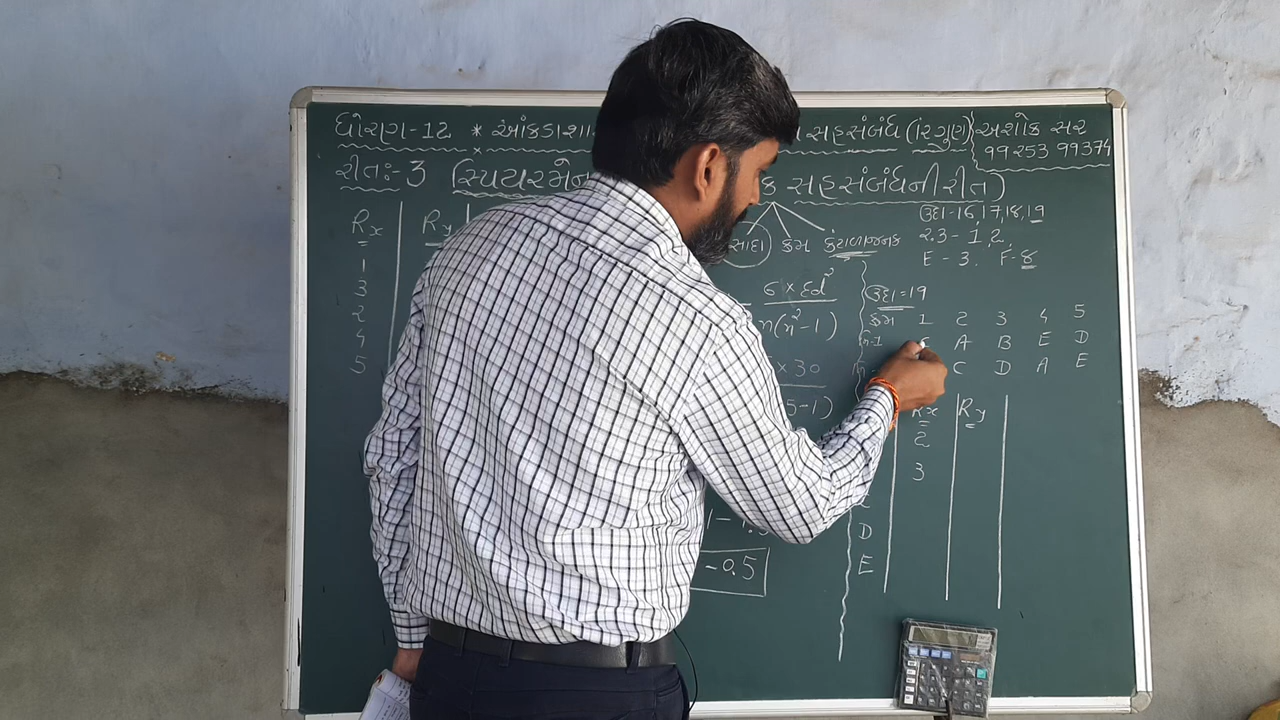 ધોરણ-12 * આંકડાશા સહસંબંધ (15 ગુણ)
અશોક સર
99253 99374
રીતઃ-3 (સ્પિયરમેન ક સહસંબંધની રીત)
Rx Ry
1
3
2
4
5
સાદા ક્રમ કંટાળાજનક
ઉદા-16,17,18,19
2.3- 1,2
E - 3. F-8
6 × Σd²
n(n²-1)
× 30
5-1)
-0.5
ઉદા=19
ક્રમ 1 2 3 4 5
A B E D
C D A E
Rx Ry
2
3
D
E